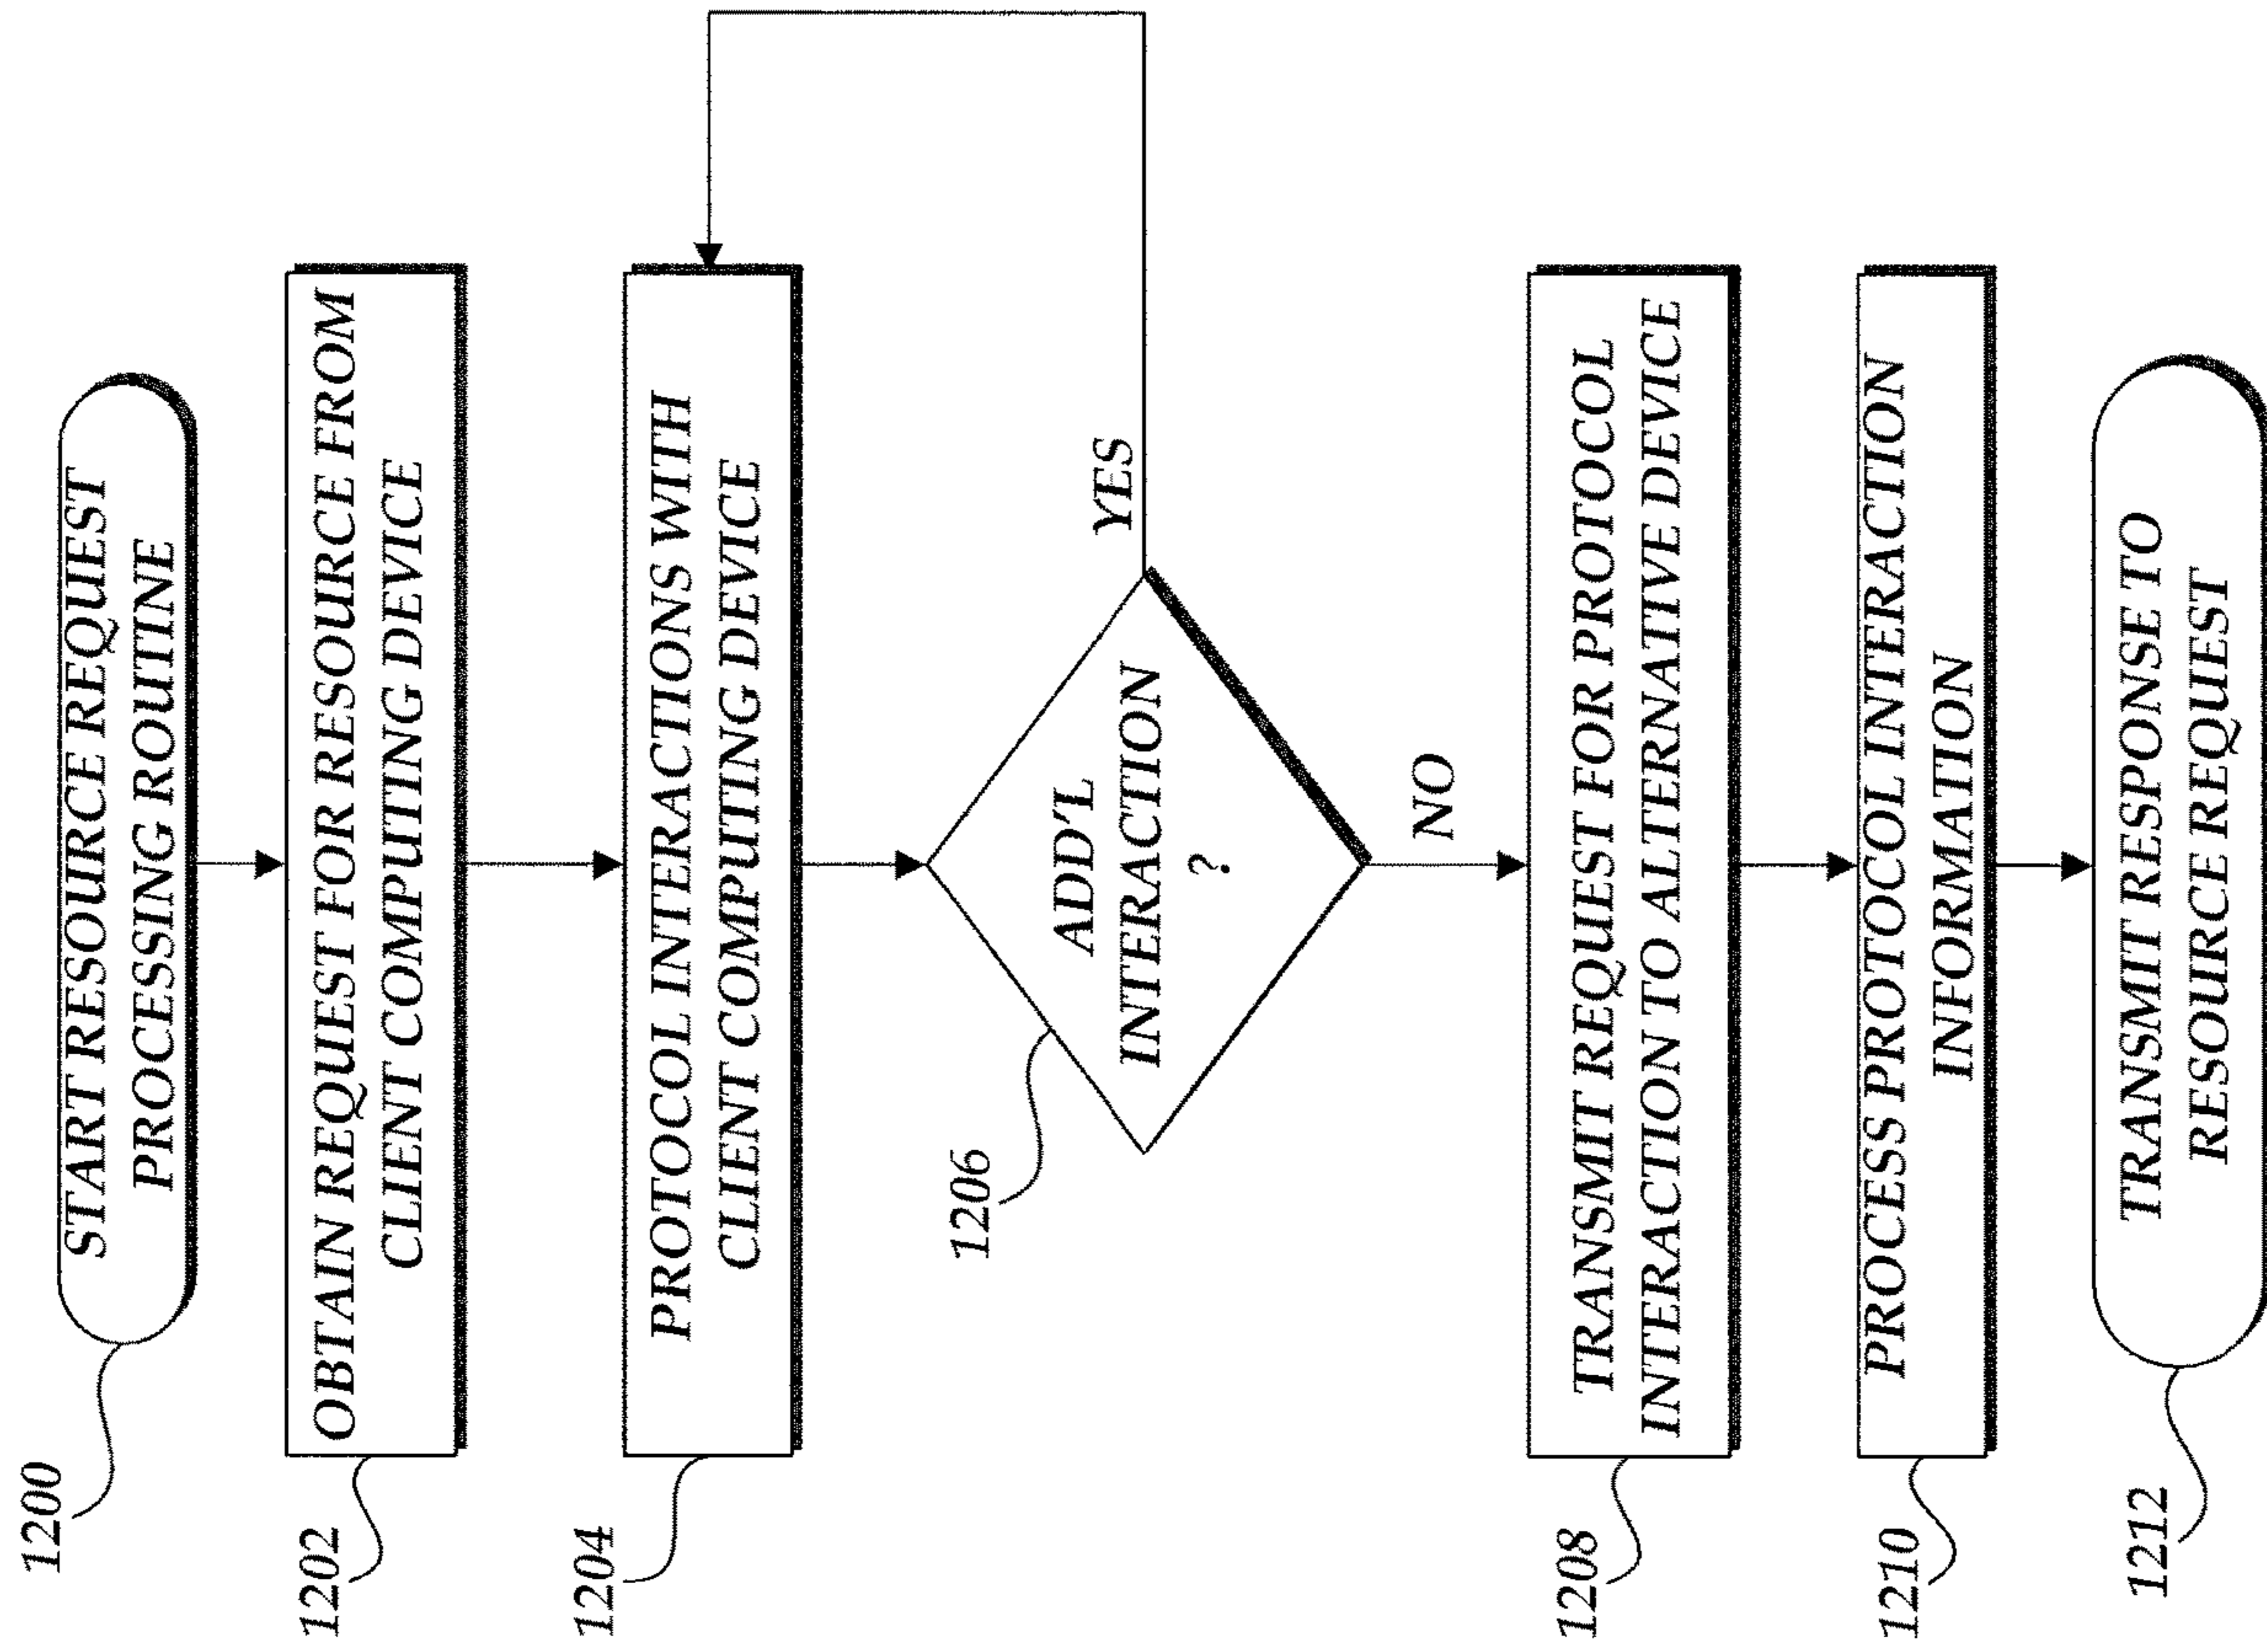 1200
START RESOURCE REQUEST
PROCESSING ROUTINE
1202
OBTAIN REQUEST FOR RESOURCE FROM
CLIENT COMPUTING DEVICE
1204
PROTOCOL INTERACTIONS WITH
CLIENT COMPUTING DEVICE
1206
ADD'L
INTERACTION
?
YES
NO
1208
TRANSMIT REQUEST FOR PROTOCOL
INTERACTION TO ALTERNATIVE DEVICE
1210
PROCESS PROTOCOL INTERACTION
INFORMATION
1212
TRANSMIT RESPONSE TO
RESOURCE REQUEST